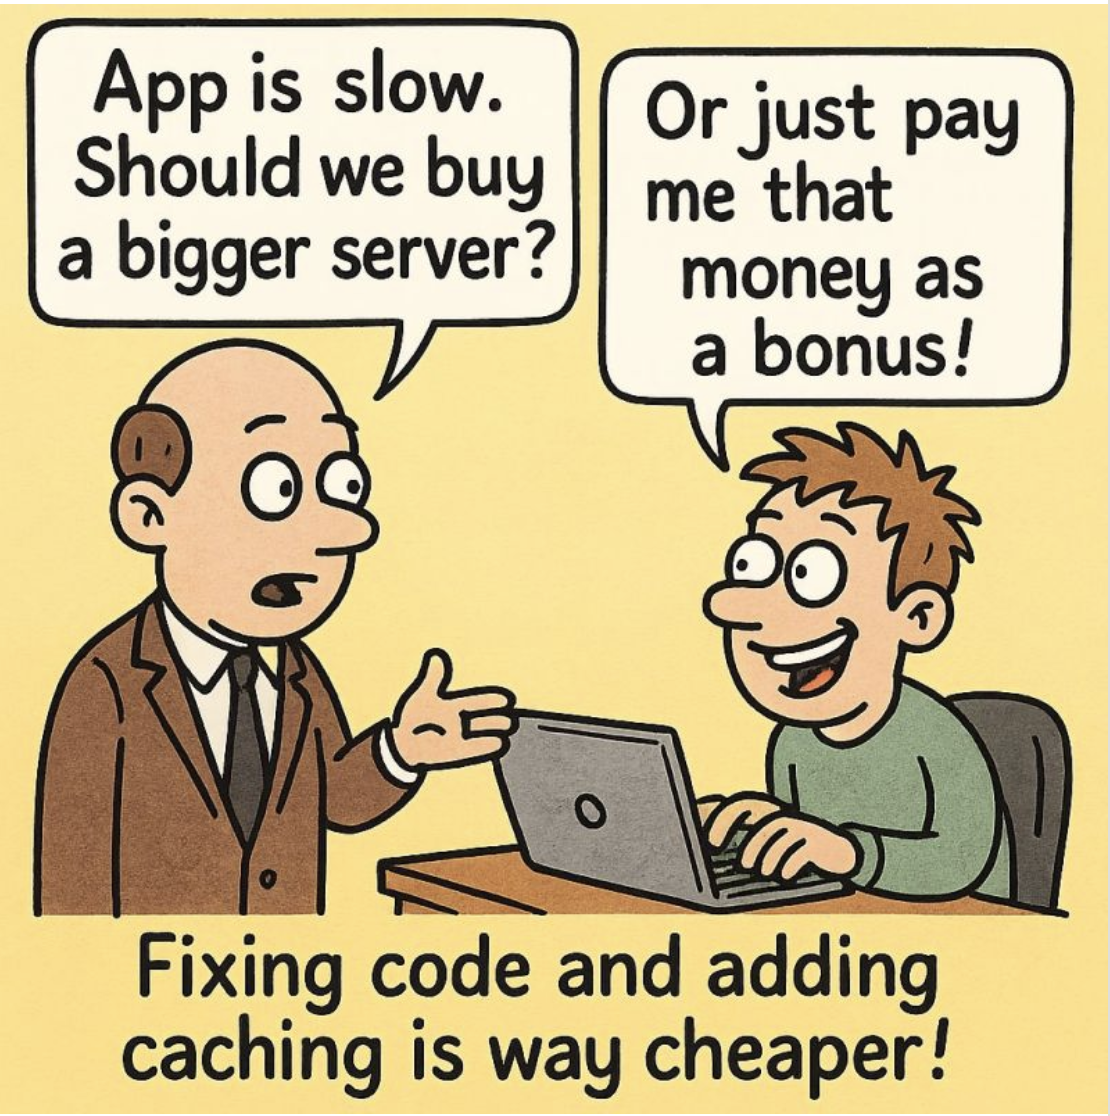 App is slow.
Should we buy
a bigger server?
Or just pay
me that
money as
a bonus!
Fixing code and adding
caching is way cheaper!